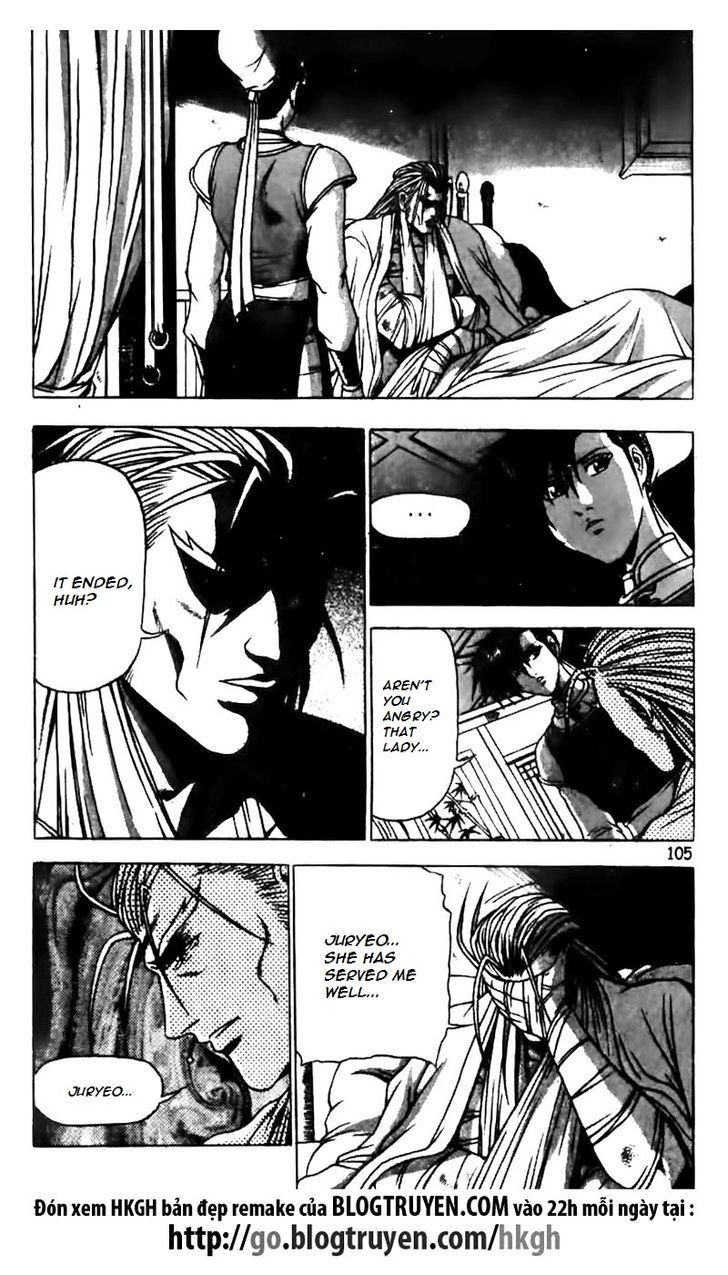 ...
IT ENDED,
HUH?
AREN'T
YOU
ANGRY?
THAT
LADY...
105
JURYEO...
SHE HAS
SERVED ME
WELL...
JURYEO...
Đón xem HKGH bản đẹp remake của BLOGTRUYEN.COM vào 22h mỗi ngày tại :
http://go.blogtruyen.com/hkgh